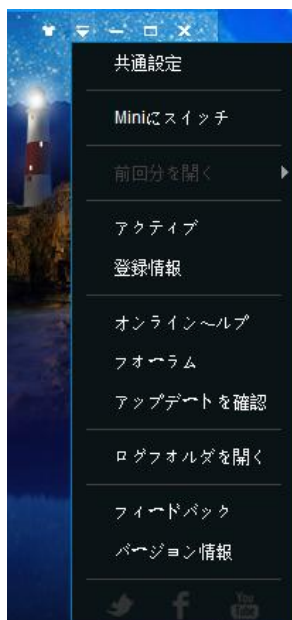 共通設定
Miniにスイッチ
前回分を開く
アクティブ
登録情報
オンラインヘルプ
フォーラム
アップデートを確認
ログフォルダを開く
フィードバック
バージョン情報
You
Tube